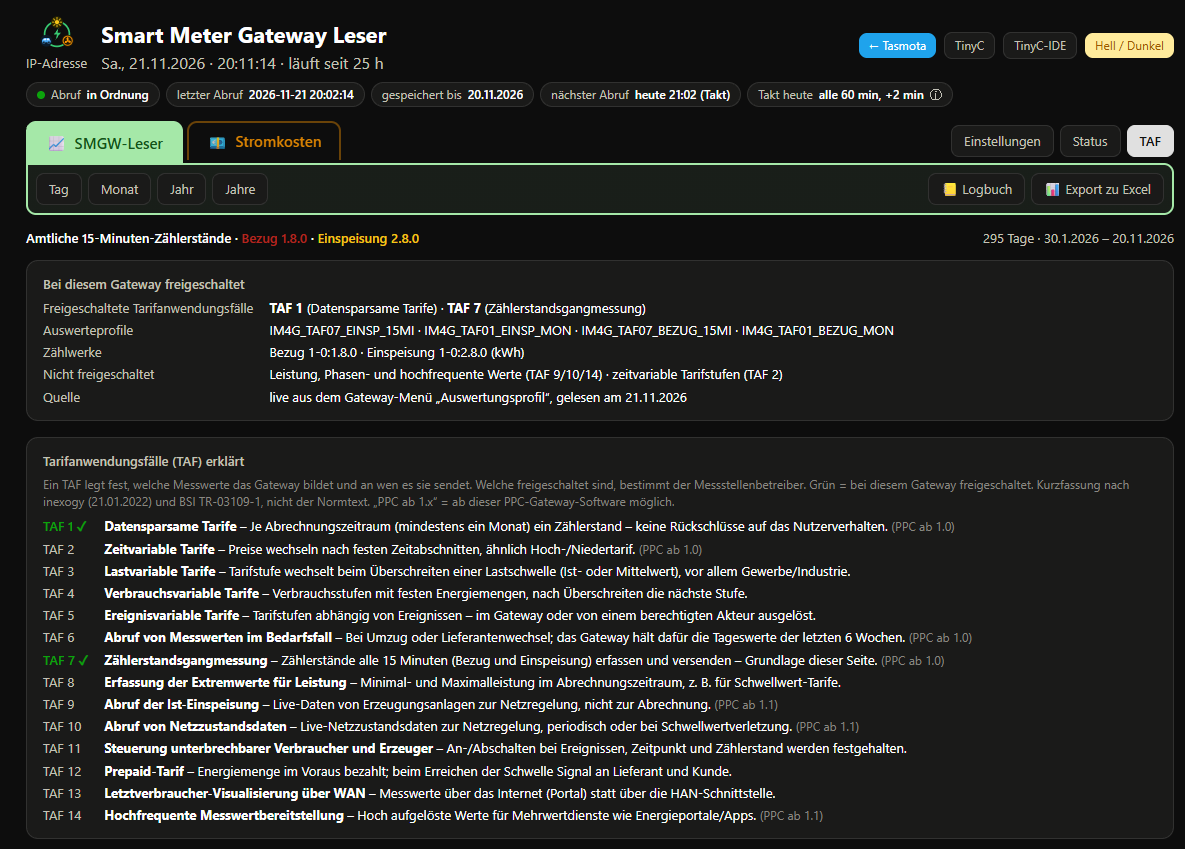 Smart Meter Gateway Leser
← Tasmota TinyC TinyC-IDE Hell / Dunkel
IP-Adresse Sa., 21.11.2026 · 20:11:14 · läuft seit 25 h
Abruf in Ordnung letzter Abruf 2026-11-21 20:02:14 gespeichert bis 20.11.2026 nächster Abruf heute 21:02 (Takt) Takt heute alle 60 min, +2 min ⓘ
SMGW-Leser Stromkosten Einstellungen Status TAF
Tag Monat Jahr Jahre Logbuch Export zu Excel
Amtliche 15-Minuten-Zählerstände · Bezug 1.8.0 · Einspeisung 2.8.0 295 Tage · 30.1.2026 – 20.11.2026
Bei diesem Gateway freigeschaltet
Freigeschaltete Tarifanwendungsfälle TAF 1 (Datensparsame Tarife) · TAF 7 (Zählerstandsgangmessung)
Auswerteprofile IM4G_TAF07_EINSP_15MI · IM4G_TAF01_EINSP_MON · IM4G_TAF07_BEZUG_15MI · IM4G_TAF01_BEZUG_MON
Zählwerke Bezug 1-0:1.8.0 · Einspeisung 1-0:2.8.0 (kWh)
Nicht freigeschaltet Leistung, Phasen- und hochfrequente Werte (TAF 9/10/14) · zeitvariable Tarifstufen (TAF 2)
Quelle live aus dem Gateway-Menü „Auswertungsprofil“, gelesen am 21.11.2026
Tarifanwendungsfälle (TAF) erklärt
Ein TAF legt fest, welche Messwerte das Gateway bildet und an wen es sie sendet. Welche freigeschaltet sind, bestimmt der Messstellenbetreiber. Grün = bei diesem Gateway freigeschaltet. Kurzfassung nach
inexogy (21.01.2022) und BSI TR-03109-1, nicht der Normtext. „PPC ab 1.x“ = ab dieser PPC-Gateway-Software möglich.
TAF 1 ✓ Datensparsame Tarife – Je Abrechnungszeitraum (mindestens ein Monat) ein Zählerstand – keine Rückschlüsse auf das Nutzerverhalten. (PPC ab 1.0)
TAF 2 Zeitvariable Tarife – Preise wechseln nach festen Zeitabschnitten, ähnlich Hoch-/Niedertarif. (PPC ab 1.0)
TAF 3 Lastvariable Tarife – Tarifstufe wechselt beim Überschreiten einer Lastschwelle (Ist- oder Mittelwert), vor allem Gewerbe/Industrie.
TAF 4 Verbrauchsvariable Tarife – Verbrauchsstufen mit festen Energiemengen, nach Überschreiten die nächste Stufe.
TAF 5 Ereignisvariable Tarife – Tarifstufen abhängig von Ereignissen – im Gateway oder von einem berechtigten Akteur ausgelöst.
TAF 6 Abruf von Messwerten im Bedarfsfall – Bei Umzug oder Lieferantenwechsel; das Gateway hält dafür die Tageswerte der letzten 6 Wochen. (PPC ab 1.0)
TAF 7 ✓ Zählerstandsgangmessung – Zählerstände alle 15 Minuten (Bezug und Einspeisung) erfassen und versenden – Grundlage dieser Seite. (PPC ab 1.0)
TAF 8 Erfassung der Extremwerte für Leistung – Minimal- und Maximalleistung im Abrechnungszeitraum, z. B. für Schwellwert-Tarife.
TAF 9 Abruf der Ist-Einspeisung – Live-Daten von Erzeugungsanlagen zur Netzregelung, nicht zur Abrechnung. (PPC ab 1.1)
TAF 10 Abruf von Netzzustandsdaten – Live-Netzzustandsdaten zur Netzregelung, periodisch oder bei Schwellwertverletzung. (PPC ab 1.1)
TAF 11 Steuerung unterbrechbarer Verbraucher und Erzeuger – An-/Abschalten bei Ereignissen, Zeitpunkt und Zählerstand werden festgehalten.
TAF 12 Prepaid-Tarif – Energiemenge im Voraus bezahlt; beim Erreichen der Schwelle Signal an Lieferant und Kunde.
TAF 13 Letztverbraucher-Visualisierung über WAN – Messwerte über das Internet (Portal) statt über die HAN-Schnittstelle.
TAF 14 Hochfrequente Messwertbereitstellung – Hoch aufgelöste Werte für Mehrwertdienste wie Energieportale/Apps. (PPC ab 1.1)